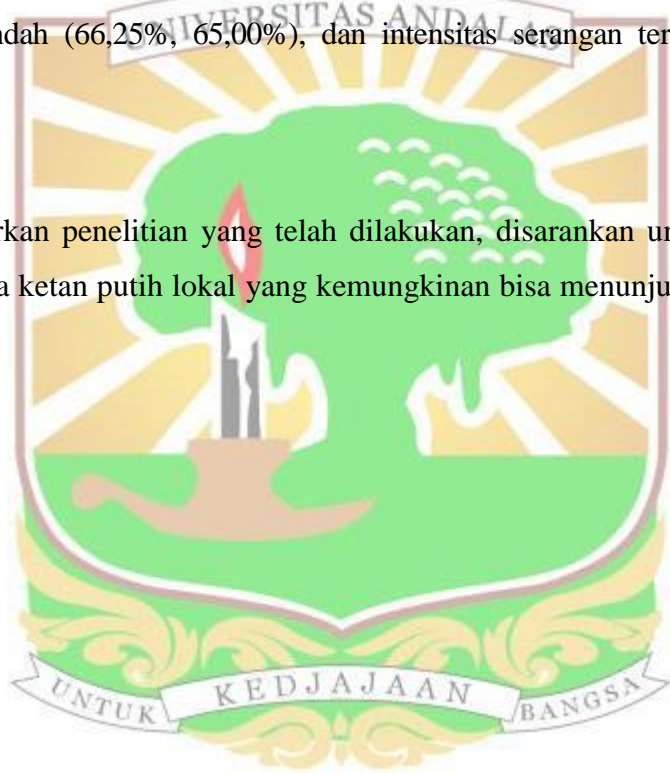 UNIVERSITAS ANDALAS
ndah (66,25%, 65,00%), dan intensitas serangan ter
rkan penelitian yang telah dilakukan, disarankan un
a ketan putih lokal yang kemungkinan bisa menunju
UNTUK KEDJAJAAN BANGSA